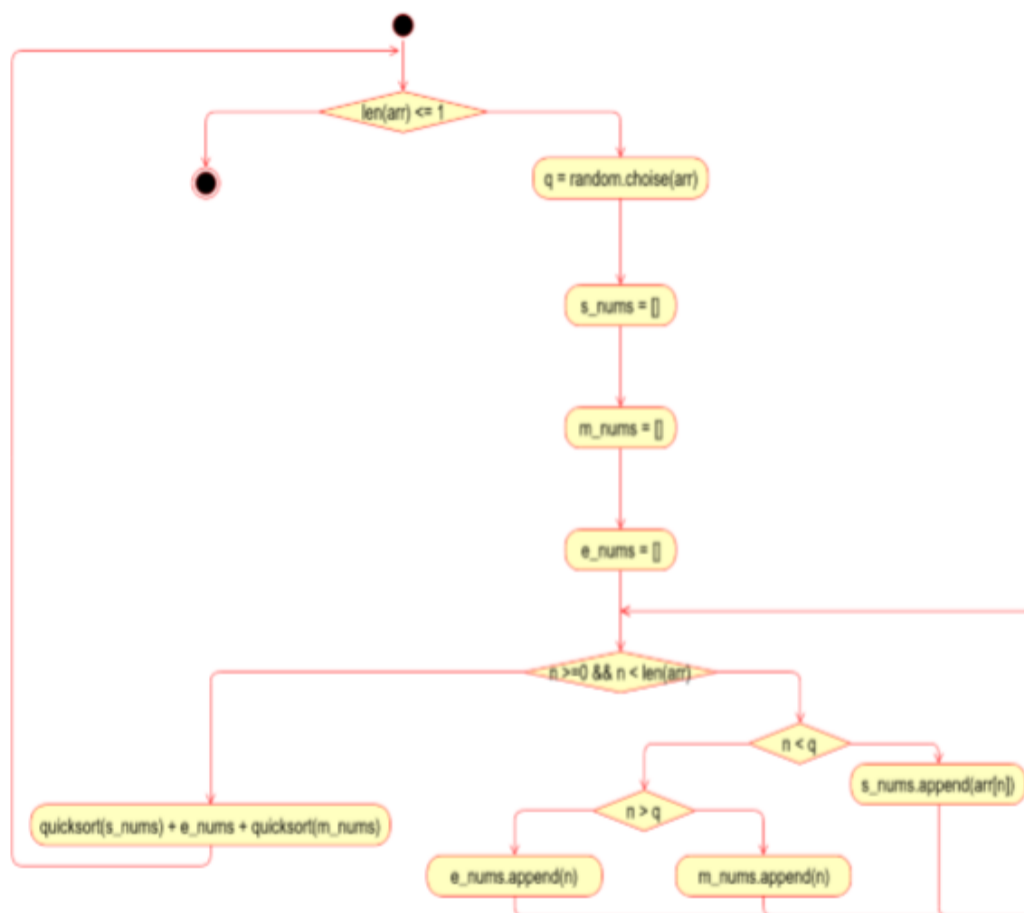 len(arr) <= 1
q = random.choise(arr)
s_nums = []
m_nums = []
e_nums = []
n >=0 && n < len(arr)
n < q
s_nums.append(arr[n])
n > q
quicksort(s_nums) + e_nums + quicksort(m_nums)
e_nums.append(n)
m_nums.append(n)